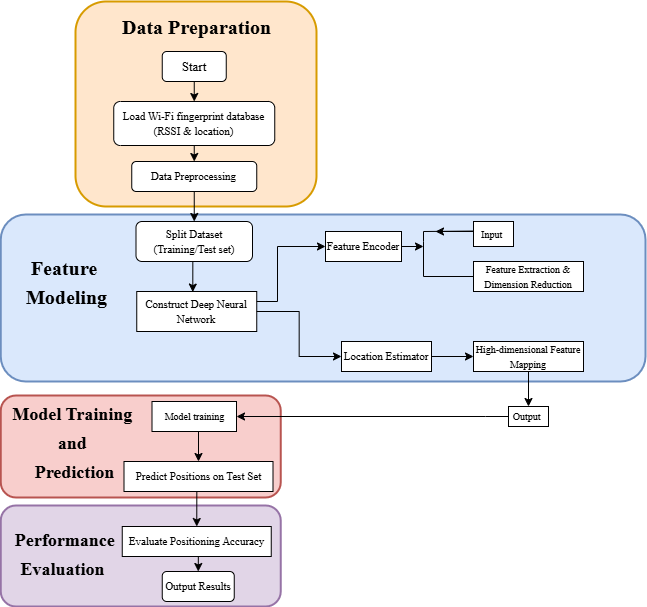 Data Preparation
Start
Load Wi-Fi fingerprint database
(RSSI & location)
Data Preprocessing
Split Dataset
(Training/Test set)
Feature
Modeling
Construct Deep Neural
Network
Feature Encoder
Input
Feature Extraction &
Dimension Reduction
Location Estimator
High-dimensional Feature
Mapping
Output
Model Training
and
Prediction
Model training
Predict Positions on Test Set
Performance
Evaluation
Evaluate Positioning Accuracy
Output Results